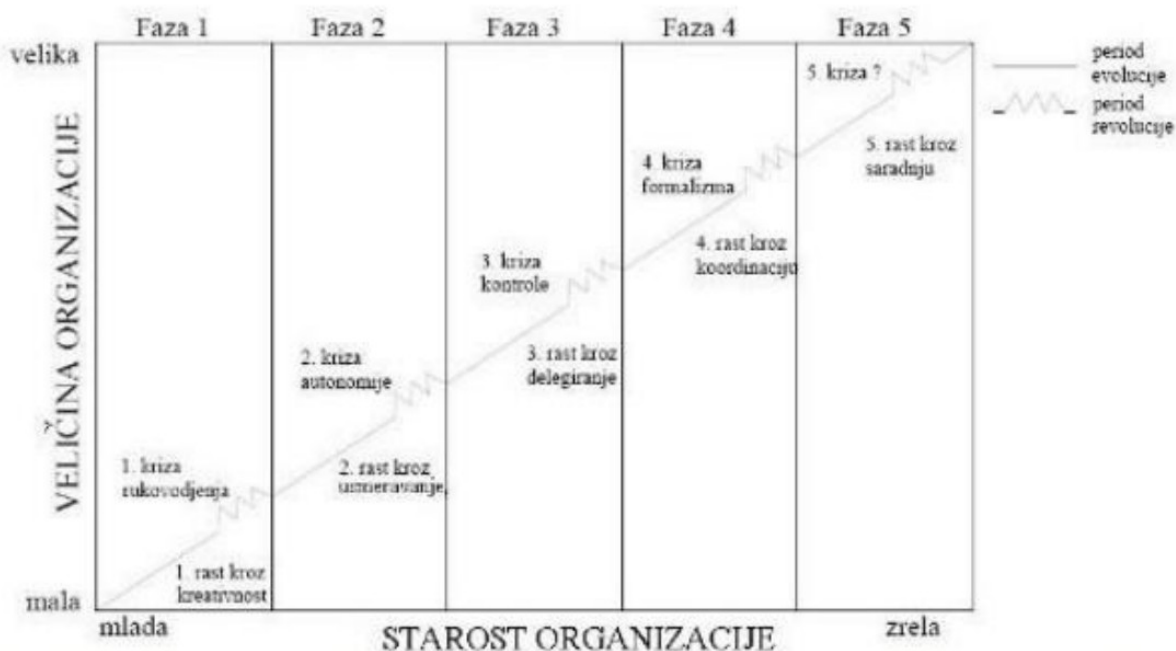 Faza 1
Faza 2
Faza 3
Faza 4
Faza 5
velika
VELIČINA ORGANIZACIJE
mala
5. kriza ?
5. rast kroz
saradnju
4. kriza
formalizma
4. rast kroz
koordinaciju
3. kriza
kontrole
3. rast kroz
delegiranje
2. kriza
autonomije
2. rast kroz
usmeravanje
1. kriza
rukovodjenja
1. rast kroz
kreativnost
mlada
STAROST ORGANIZACIJE
zrela
period
evolucije
period
revolucije